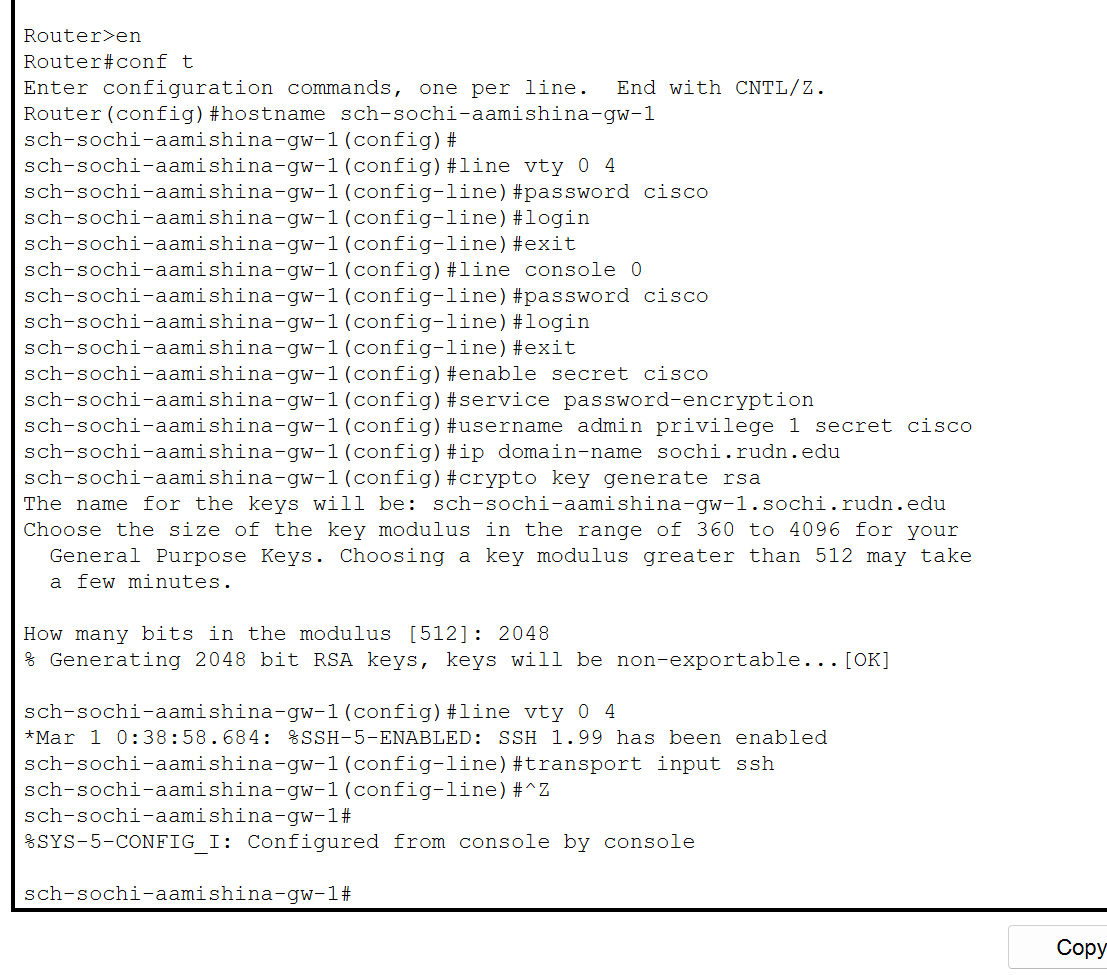 Router>en
Router#conf t
Enter configuration commands, one per line.  End with CNTL/Z.
Router(config)#hostname sch-sochi-aamishina-gw-1
sch-sochi-aamishina-gw-1(config)#
sch-sochi-aamishina-gw-1(config)#line vty 0 4
sch-sochi-aamishina-gw-1(config-line)#password cisco
sch-sochi-aamishina-gw-1(config-line)#login
sch-sochi-aamishina-gw-1(config-line)#exit
sch-sochi-aamishina-gw-1(config)#line console 0
sch-sochi-aamishina-gw-1(config-line)#password cisco
sch-sochi-aamishina-gw-1(config-line)#login
sch-sochi-aamishina-gw-1(config-line)#exit
sch-sochi-aamishina-gw-1(config)#enable secret cisco
sch-sochi-aamishina-gw-1(config)#service password-encryption
sch-sochi-aamishina-gw-1(config)#username admin privilege 1 secret cisco
sch-sochi-aamishina-gw-1(config)#ip domain-name sochi.rudn.edu
sch-sochi-aamishina-gw-1(config)#crypto key generate rsa
The name for the keys will be: sch-sochi-aamishina-gw-1.sochi.rudn.edu
Choose the size of the key modulus in the range of 360 to 4096 for your
  General Purpose Keys. Choosing a key modulus greater than 512 may take
  a few minutes.
How many bits in the modulus [512]: 2048
% Generating 2048 bit RSA keys, keys will be non-exportable...[OK]
sch-sochi-aamishina-gw-1(config)#line vty 0 4
*Mar 1 0:38:58.684: %SSH-5-ENABLED: SSH 1.99 has been enabled
sch-sochi-aamishina-gw-1(config-line)#transport input ssh
sch-sochi-aamishina-gw-1(config-line)#^Z
sch-sochi-aamishina-gw-1#
%SYS-5-CONFIG_I: Configured from console by console
sch-sochi-aamishina-gw-1#
Copy